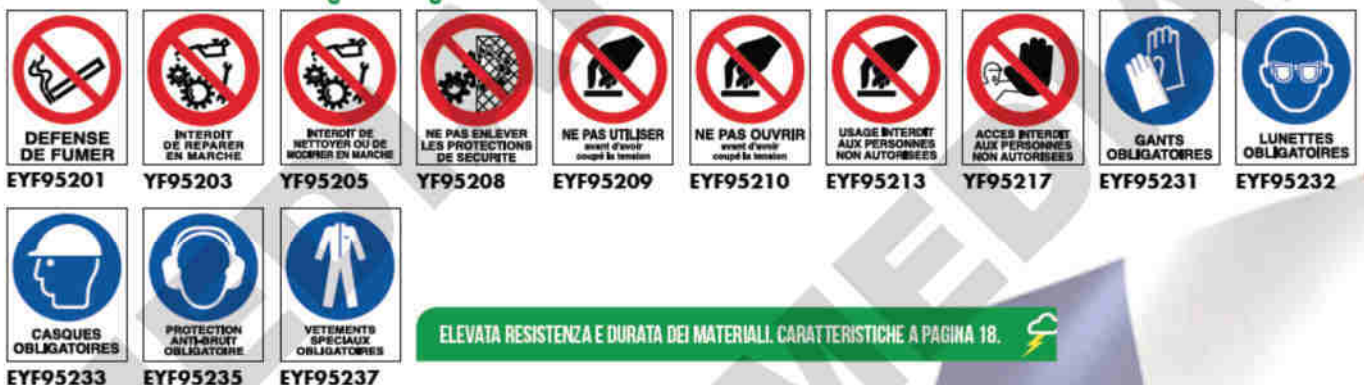 DEFENSE
DE FUMER
EYF95201
INTERDIT
DE REPARER
EN MARCHE
YF95203
INTERDIT DE
NETTOYER OU DE
MODIFIER EN MARCHE
YF95205
NE PAS ENLEVER
LES PROTECTIONS
DE SECURITE
YF95208
NE PAS UTILISER
avant d'avoir
coupé la tension
EYF95209
NE PAS OUVRIR
avant d'avoir
coupé la tension
EYF95210
USAGE INTERDIT
AUX PERSONNES
NON AUTORISEES
EYF95213
ACCES INTERDIT
AUX PERSONNES
NON AUTORISEES
YF95217
GANTS
OBLIGATOIRES
EYF95231
LUNETTES
OBLIGATOIRES
EYF95232
CASQUES
OBLIGATOIRES
EYF95233
PROTECTION
ANTI-BRUIT
OBLIGATOIRE
EYF95235
VETEMENTS
SPECIAUX
OBLIGATOIRES
EYF95237
ELEVATA RESISTENZA E DURATA DEI MATERIALI. CARATTERISTICHE A PAGINA 18.